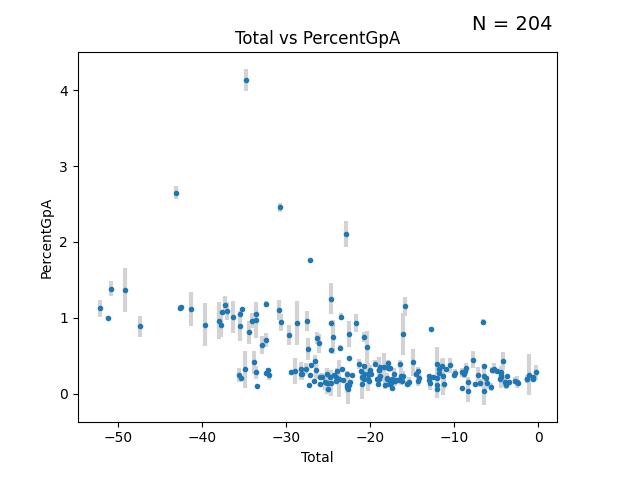 N = 204
Total vs PercentGpA
PercentGpA
4
3
2
1
0
−50 −40 −30 −20 −10 0
Total